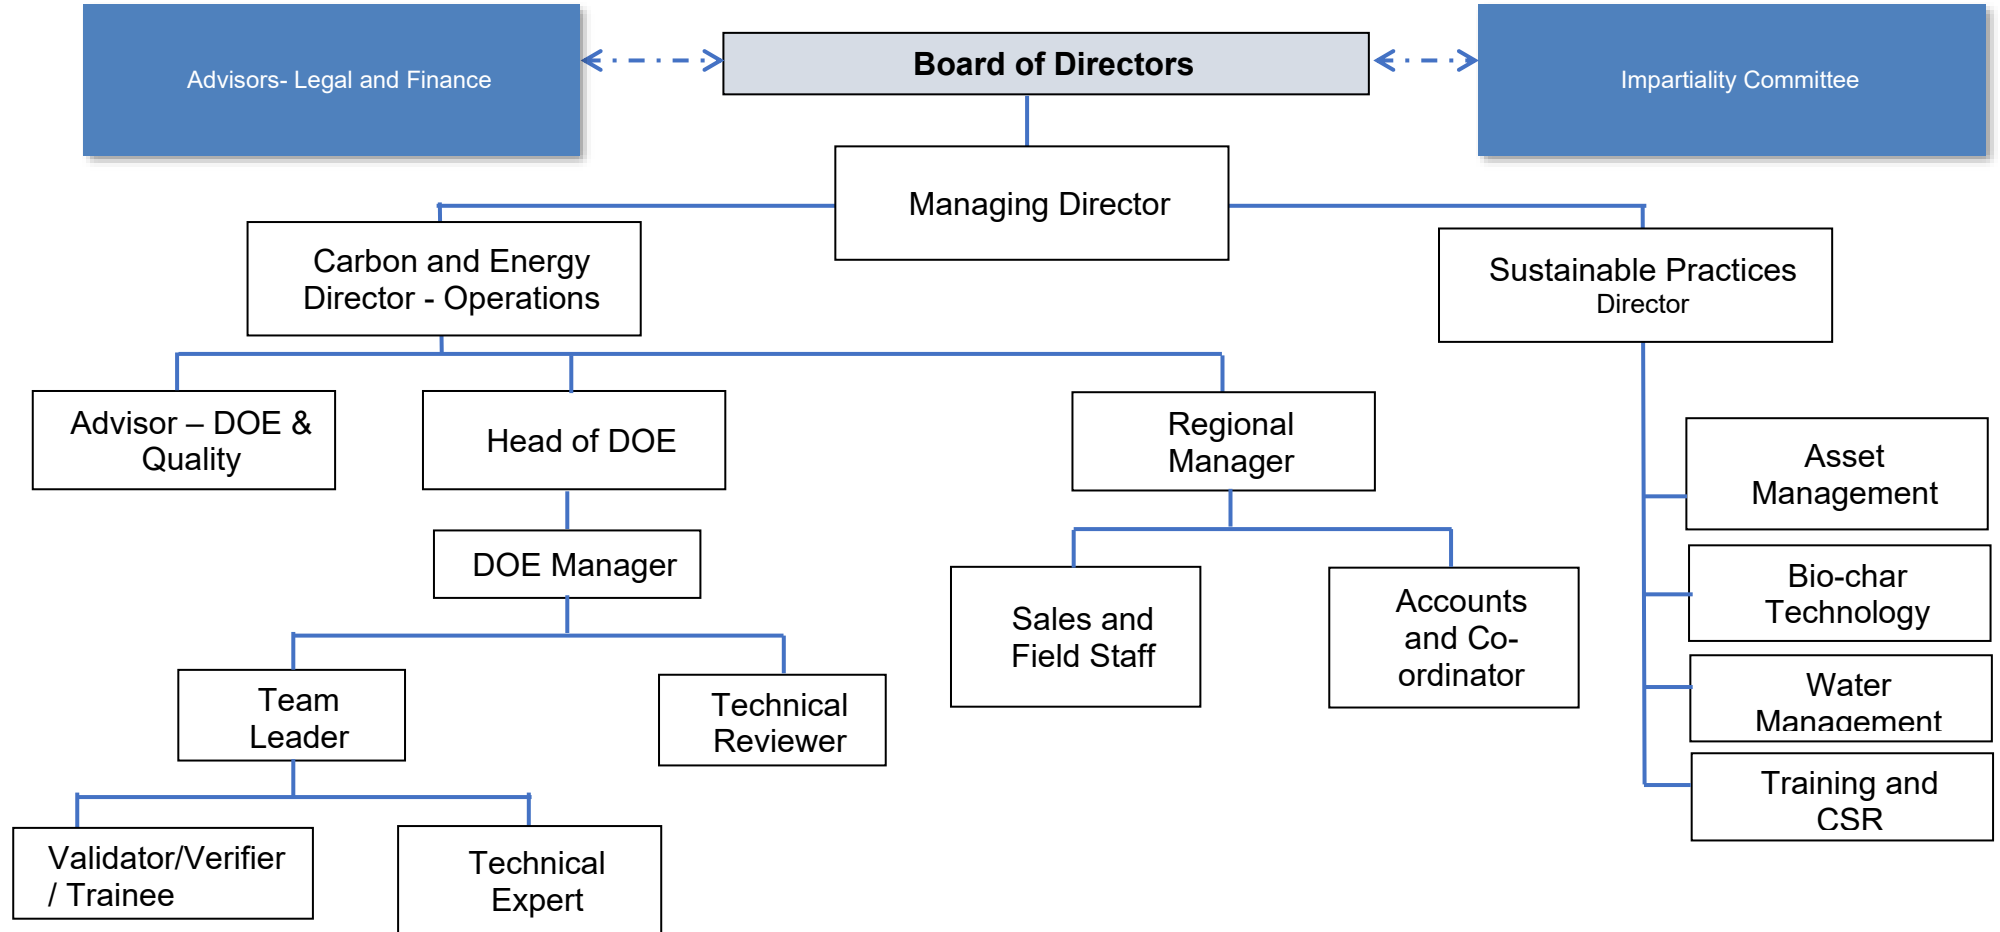 Advisors- Legal and Finance
Board of Directors
Impartiality Committee
Managing Director
Carbon and Energy
Director - Operations
Sustainable Practices
Director
Advisor – DOE &
Quality
Head of DOE
Regional
Manager
Asset
Management
DOE Manager
Bio-char
Technology
Sales and
Field Staff
Accounts
and Co-
ordinator
Water
Management
Team
Leader
Technical
Reviewer
Training and
CSR
Validator/Verifier
/ Trainee
Technical
Expert